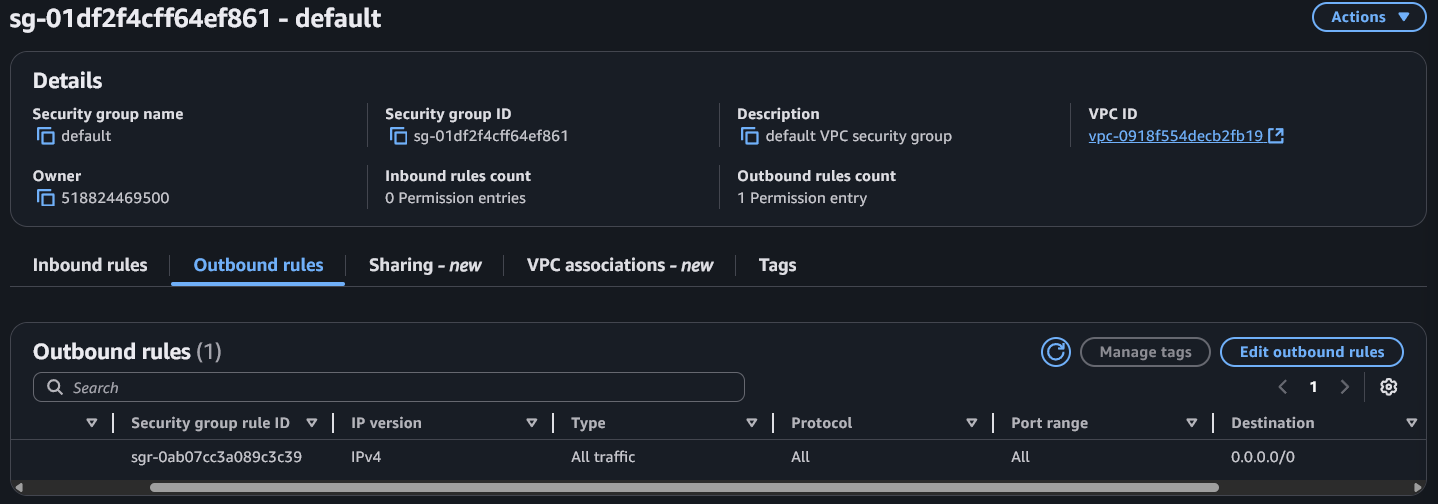 sg-01df2f4cff64ef861 - default
Actions
Details
Security group name
default
Security group ID
sg-01df2f4cff64ef861
Description
default VPC security group
VPC ID
vpc-0918f554decb2fb19
Owner
518824469500
Inbound rules count
0 Permission entries
Outbound rules count
1 Permission entry
Inbound rules
Outbound rules
Sharing - new
VPC associations - new
Tags
Outbound rules (1)
Manage tags
Edit outbound rules
Search
1
Security group rule ID
IP version
Type
Protocol
Port range
Destination
sgr-0ab07cc3a089c3c39
IPv4
All traffic
All
All
0.0.0.0/0